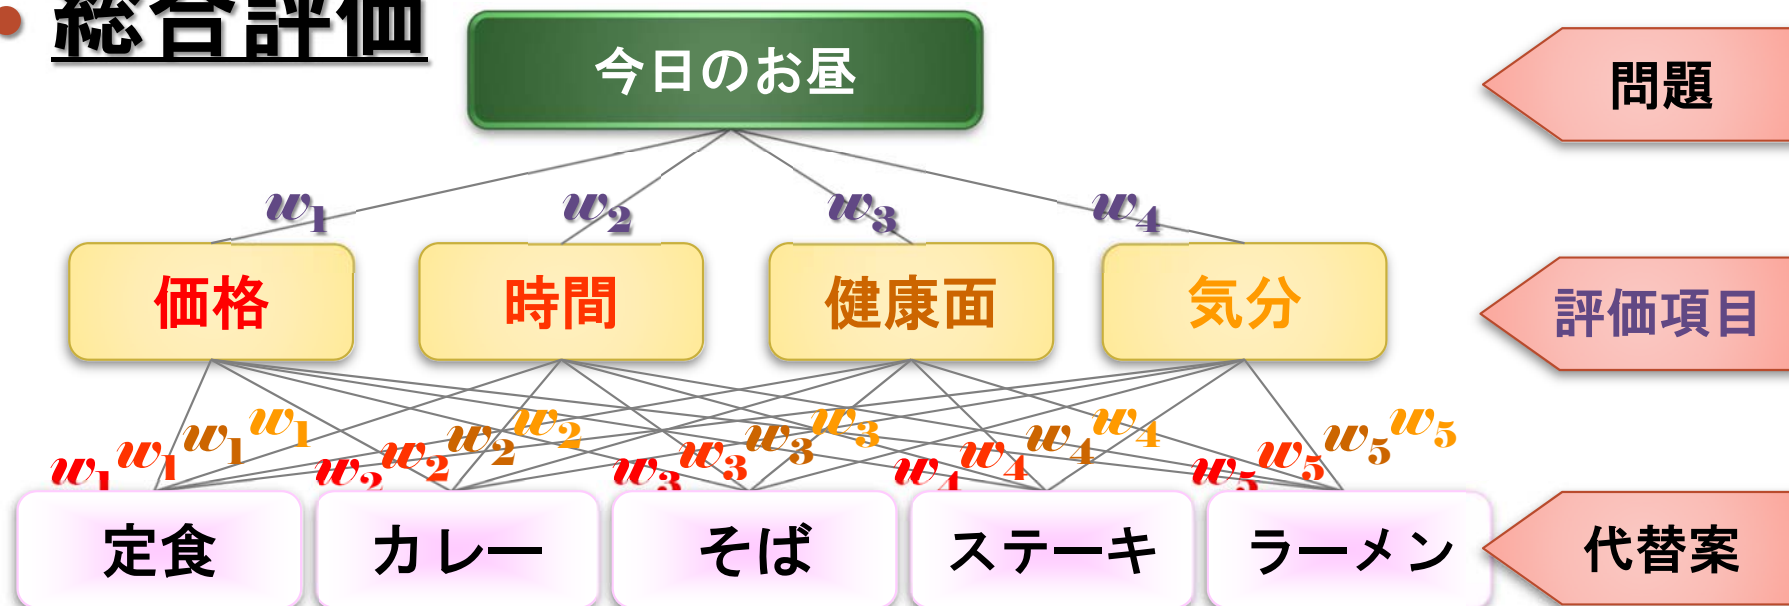 • 総合評価
今日のお昼
問題
w1 w2 w3 w4
価格 時間 健康面 気分
評価項目
w1 w1 w1 w1 w2 w2 w2 w2 w3 w3 w3 w3 w4 w4 w4 w4 w5 w5 w5 w5
定食 カレー そば ステーキ ラーメン
代替案